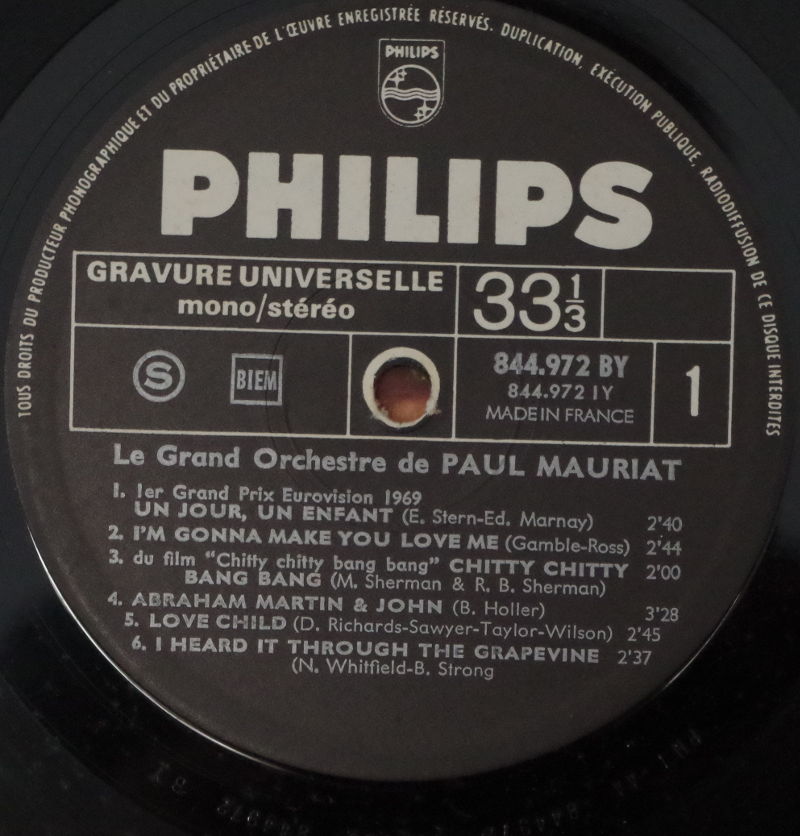 TOUS DROITS DU PRODUCTEUR PHONOGRAPHIQUE ET DU PROPRIÉTAIRE DE L'ŒUVRE ENREGISTRÉE RÉSERVÉS. DUPLICATION, EXÉCUTION PUBLIQUE, RADIODIFFUSION DE CE DISQUE INTERDITES
PHILIPS
PHILIPS
GRAVURE UNIVERSELLE
mono/stéréo
33 1/3
S
BIEM
844.972 BY
844.972 IY
MADE IN FRANCE
1
Le Grand Orchestre de PAUL MAURIAT
1. 1er Grand Prix Eurovision 1969
UN JOUR, UN ENFANT (E. Stern-Ed. Marnay) 2'40
2. I'M GONNA MAKE YOU LOVE ME (Gamble-Ross) 2'44
3. du film "Chitty chitty bang bang" CHITTY CHITTY 2'00
BANG BANG (M. Sherman & R. B. Sherman)
4. ABRAHAM MARTIN & JOHN (B. Holler) 3'28
5. LOVE CHILD (D. Richards-Sawyer-Taylor-Wilson) 2'45
6. I HEARD IT THROUGH THE GRAPEVINE 2'37
(N. Whitfield-B. Strong